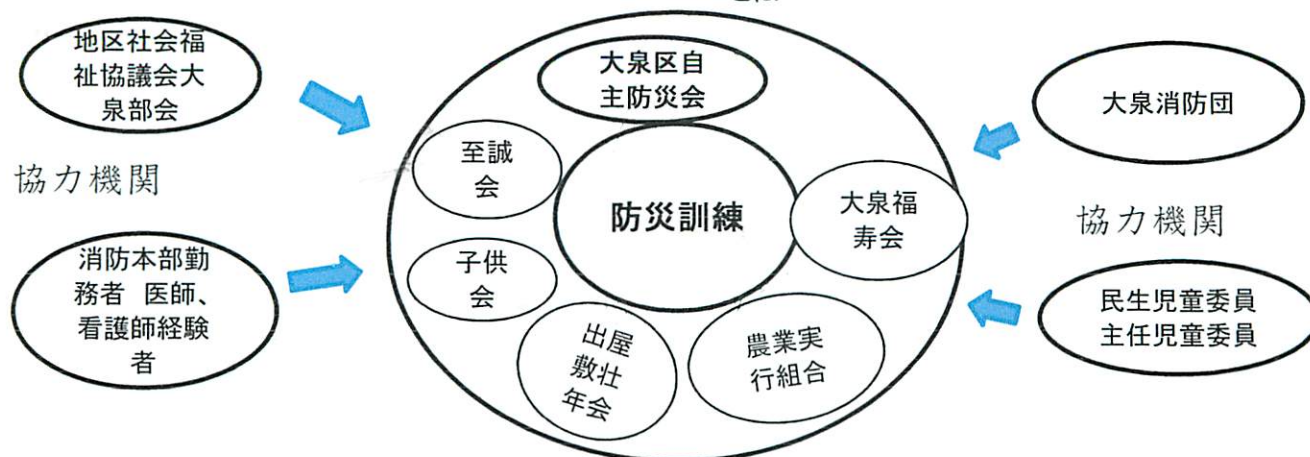 地区社会福
祉協議会大
泉部会
協力機関
消防本部勤
務者 医師、
看護師経験
者
大泉区自
主防災会
至誠
会
防災訓練
大泉福
寿会
子供
会
出屋
敷壮
年会
農業実
行組合
大泉消防団
協力機関
民生児童委員
主任児童委員